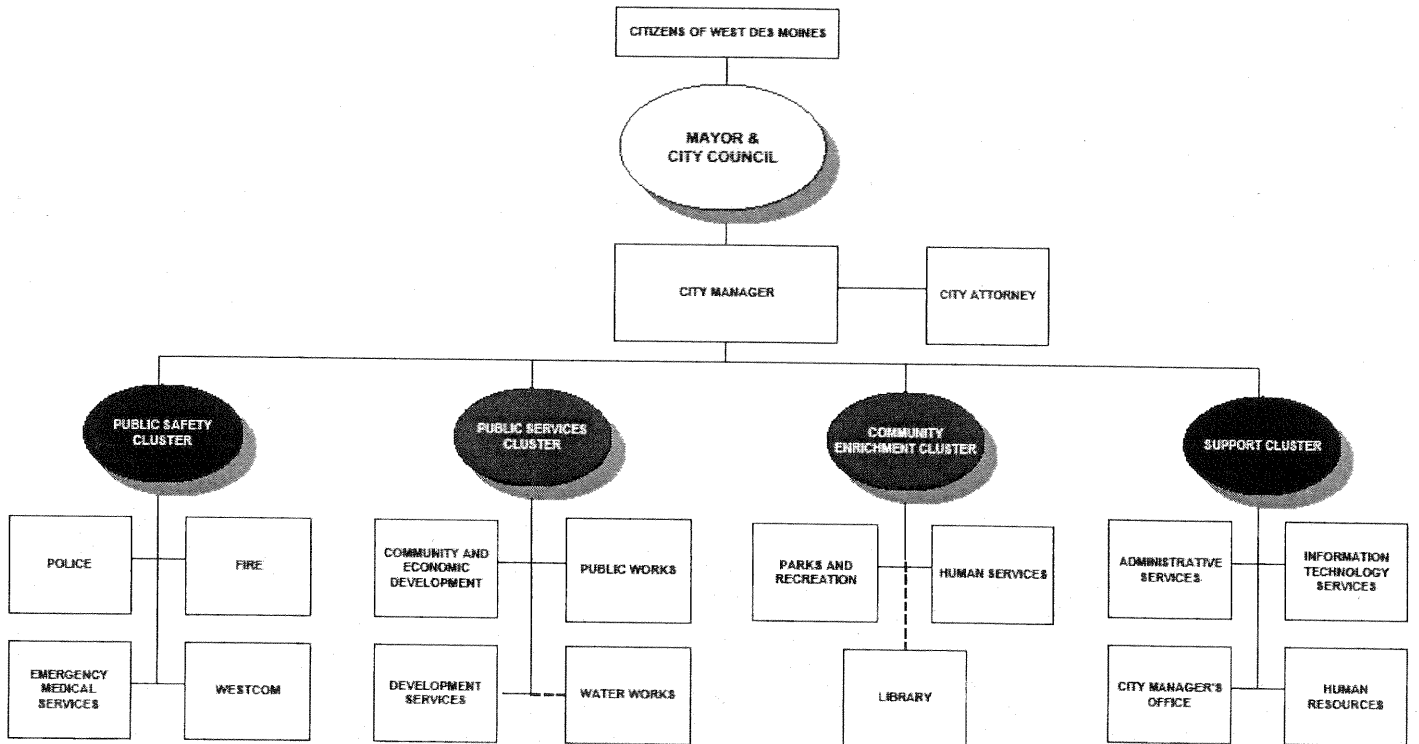 CITIZENS OF WEST DES MOINES
MAYOR &
CITY COUNCIL
CITY MANAGER
CITY ATTORNEY
PUBLIC SAFETY
CLUSTER
PUBLIC SERVICES
CLUSTER
COMMUNITY
ENRICHMENT CLUSTER
SUPPORT CLUSTER
POLICE
FIRE
COMMUNITY AND
ECONOMIC
DEVELOPMENT
PUBLIC WORKS
PARKS AND
RECREATION
HUMAN SERVICES
ADMINISTRATIVE
SERVICES
INFORMATION
TECHNOLOGY
SERVICES
EMERGENCY
MEDICAL
SERVICES
WESTCOM
DEVELOPMENT
SERVICES
WATER WORKS
LIBRARY
CITY MANAGER'S
OFFICE
HUMAN
RESOURCES